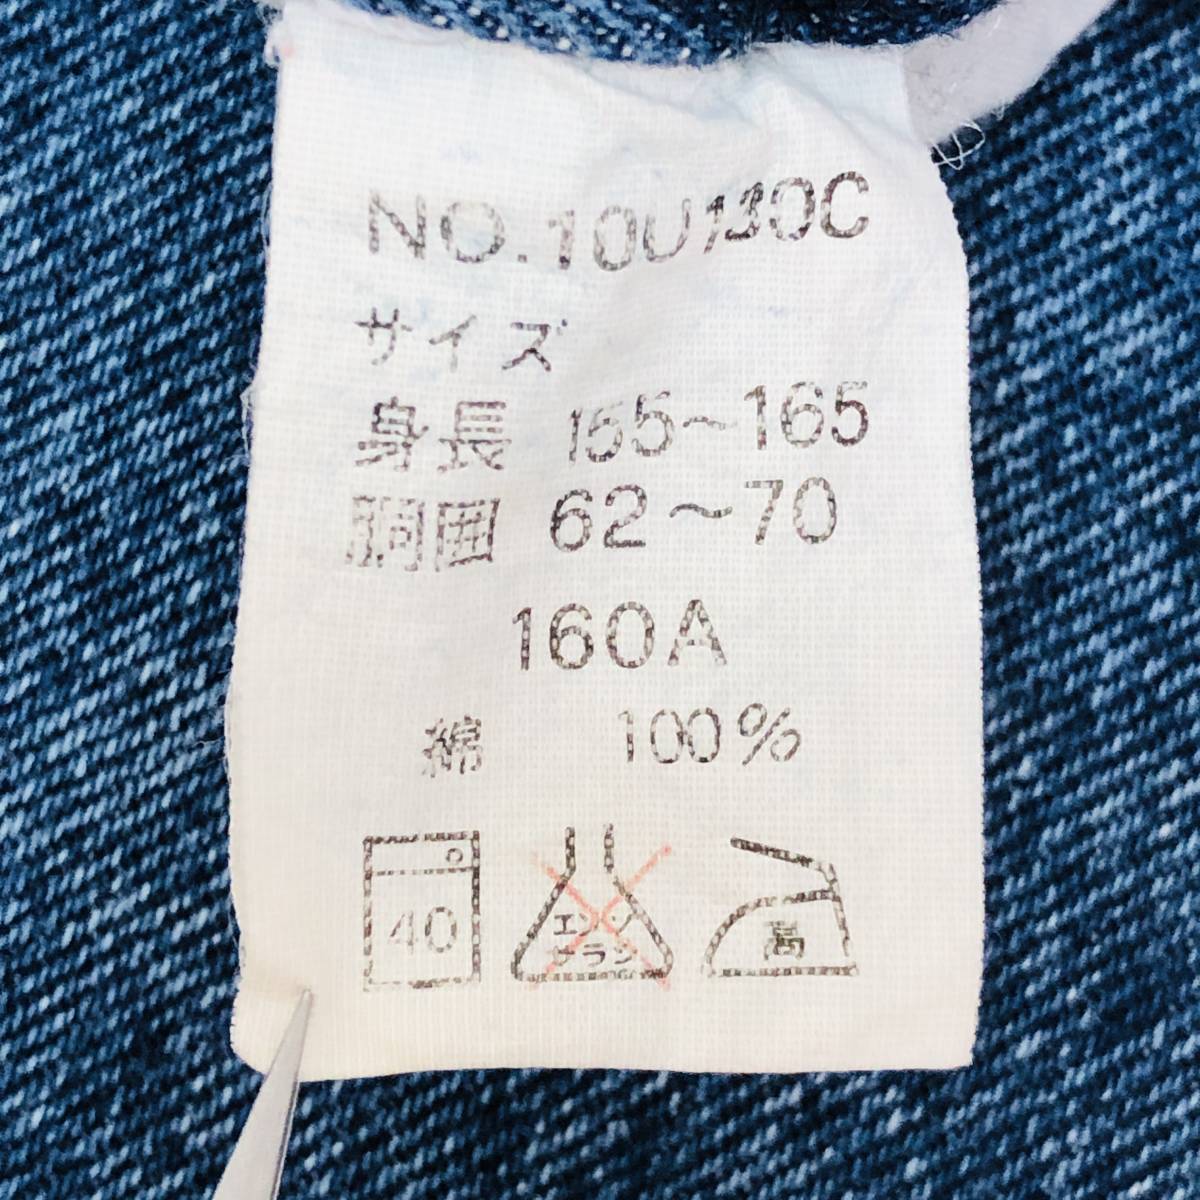 NO.10U130C
サイズ
身長 155～165
胴囲 62～70
160A
綿 100%
40
エンソ
サラシ
高